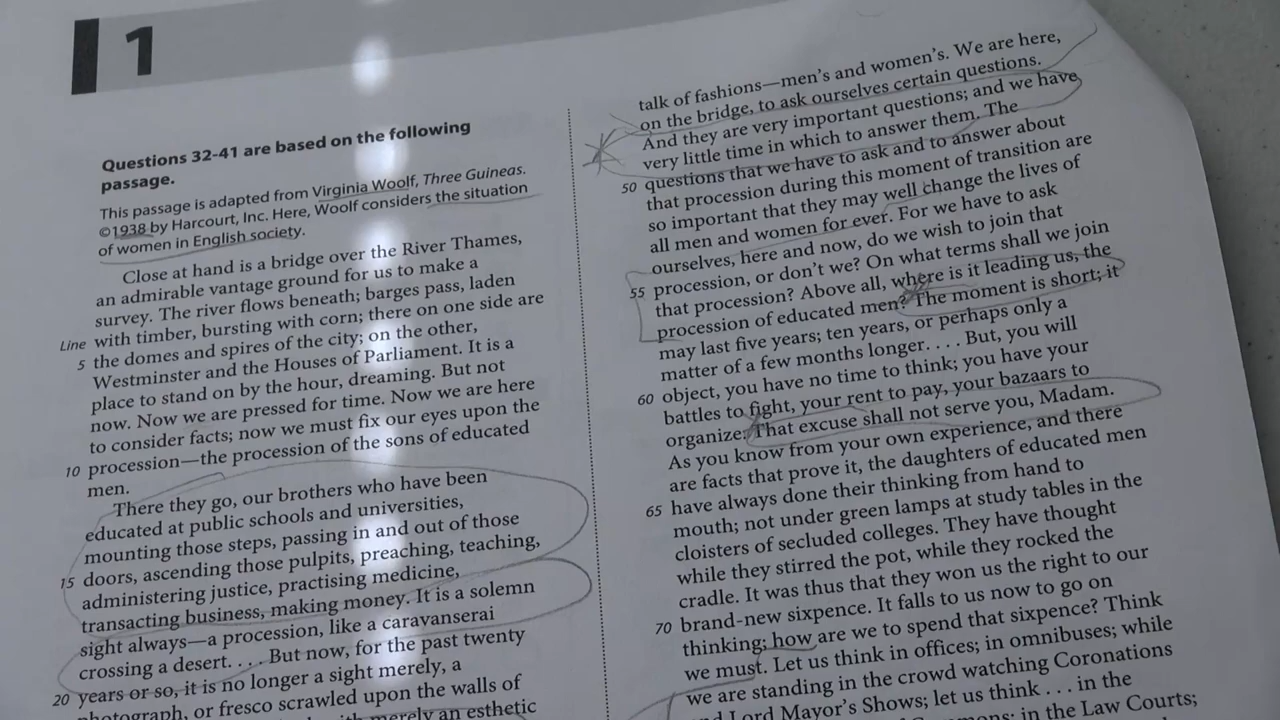 1
Questions 32-41 are based on the following
passage.
This passage is adapted from Virginia Woolf, Three Guineas.
©1938 by Harcourt, Inc. Here, Woolf considers the situation
of women in English society.
Close at hand is a bridge over the River Thames,
an admirable vantage ground for us to make a
survey. The river flows beneath; barges pass, laden
Line with timber, bursting with corn; there on one side are
5 the domes and spires of the city; on the other,
Westminster and the Houses of Parliament. It is a
place to stand on by the hour, dreaming. But not
now. Now we are pressed for time. Now we are here
to consider facts; now we must fix our eyes upon the
10 procession—the procession of the sons of educated
men.
There they go, our brothers who have been
educated at public schools and universities,
mounting those steps, passing in and out of those
15 doors, ascending those pulpits, preaching, teaching,
administering justice, practising medicine,
transacting business, making money. It is a solemn
sight always—a procession, like a caravanserai
crossing a desert. . . . But now, for the past twenty
20 years or so, it is no longer a sight merely, a
photograph, or fresco scrawled upon the walls of
merely an esthetic
talk of fashions—men's and women's. We are here,
on the bridge, to ask ourselves certain questions.
And they are very important questions; and we have
very little time in which to answer them. The
50 questions that we have to ask and to answer about
that procession during this moment of transition are
so important that they may well change the lives of
all men and women for ever. For we have to ask
ourselves, here and now, do we wish to join that
55 procession, or don't we? On what terms shall we join
that procession? Above all, where is it leading us, the
procession of educated men? The moment is short; it
may last five years; ten years, or perhaps only a
matter of a few months longer. . . . But, you will
60 object, you have no time to think; you have your
battles to fight, your rent to pay, your bazaars to
organize. That excuse shall not serve you, Madam.
As you know from your own experience, and there
are facts that prove it, the daughters of educated men
65 have always done their thinking from hand to
mouth; not under green lamps at study tables in the
cloisters of secluded colleges. They have thought
while they stirred the pot, while they rocked the
cradle. It was thus that they won us the right to our
70 brand-new sixpence. It falls to us now to go on
thinking; how are we to spend that sixpence? Think
we must. Let us think in offices; in omnibuses; while
we are standing in the crowd watching Coronations
and Lord Mayor's Shows; let us think . . . in the
in the Law Courts;